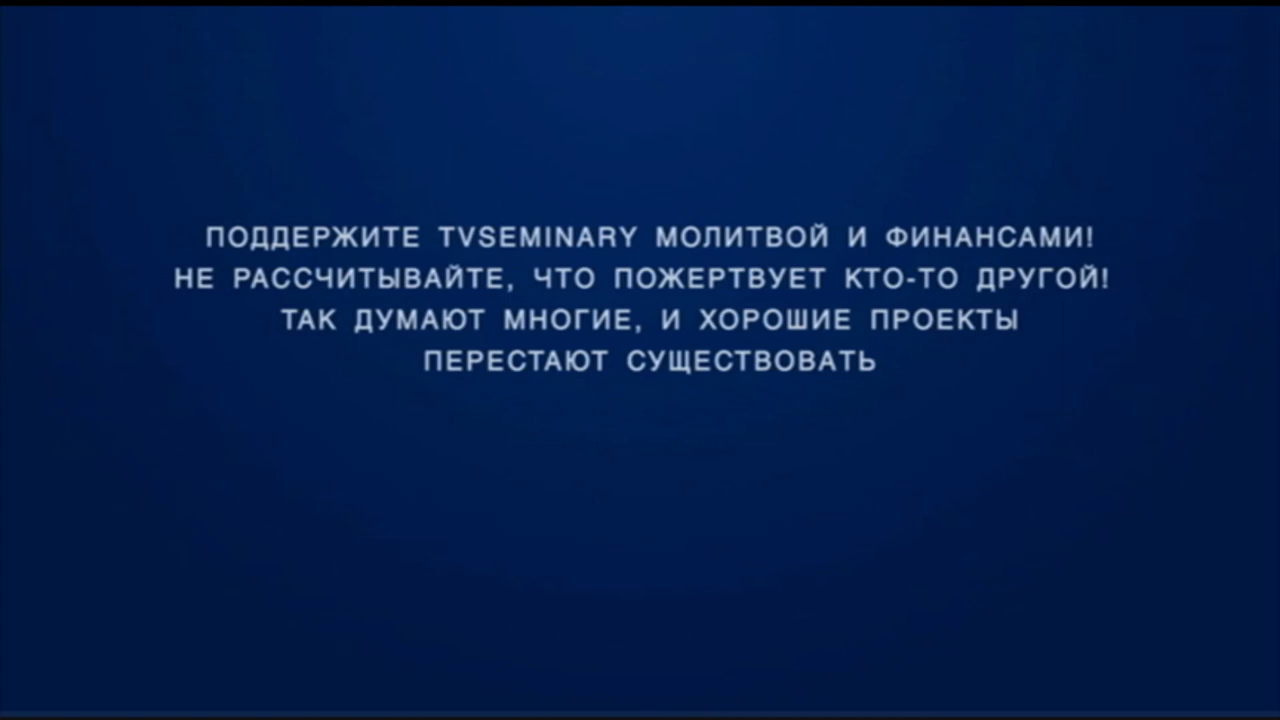 ПОДДЕРЖИТЕ TVSEMINARY МОЛИТВОЙ И ФИНАНСАМИ!
НЕ РАССЧИТЫВАЙТЕ, ЧТО ПОЖЕРТВУЕТ КТО-ТО ДРУГОЙ!
ТАК ДУМАЮТ МНОГИЕ, И ХОРОШИЕ ПРОЕКТЫ
ПЕРЕСТАЮТ СУЩЕСТВОВАТЬ